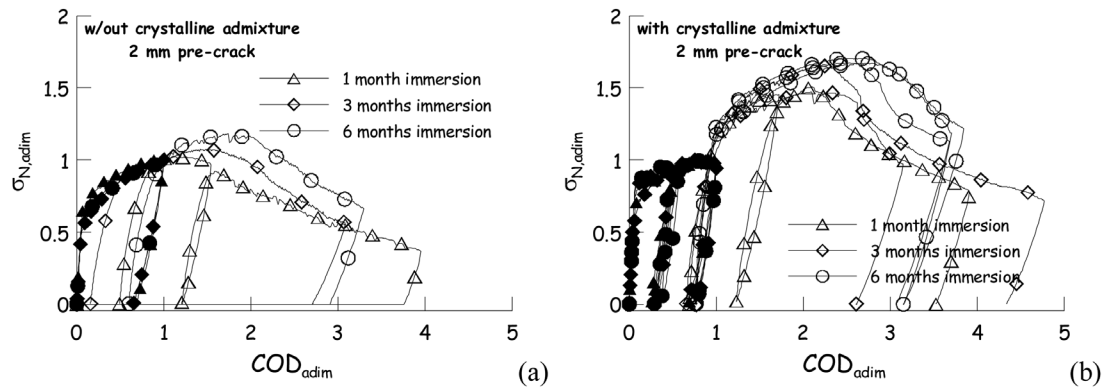 w/out crystalline admixture
2 mm pre-crack
1 month immersion
3 months immersion
6 months immersion
2
1.5
1
0.5
0
σN,adim
0 1 2 3 4 5
CODadim
(a)
with crystalline admixture
2 mm pre-crack
1 month immersion
3 months immersion
6 months immersion
2
1.5
1
0.5
0
σN,adim
0 1 2 3 4 5
CODadim
(b)